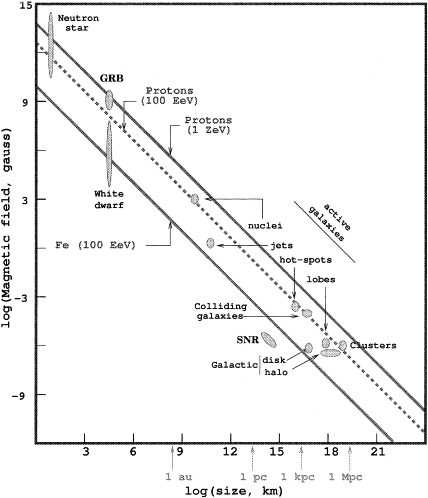 15
Neutron
star
GRB
Protons
(100 EeV)
9
Protons
(1 ZeV)
log(Magnetic field, gauss)
White
dwarf
3
active
galaxies
nuclei
Fe (100 EeV)
jets
hot-spots
lobes
-3
Colliding
galaxies
SNR
Clusters
Galactic
disk
halo
-9
3 6 9 12 15 18 21
1 au 1 pc 1 kpc 1 Mpc
log(size, km)